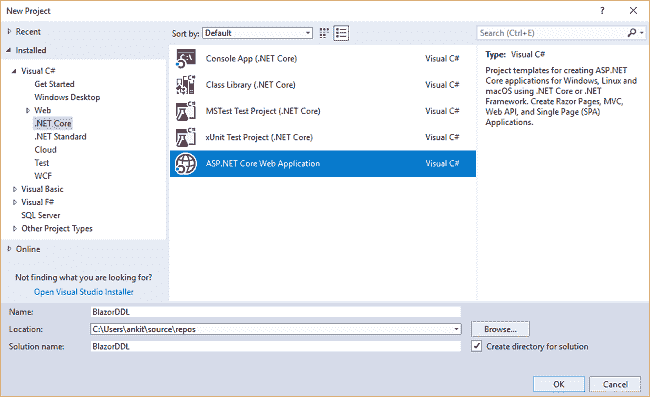 New Project
? ×
Recent
Installed
Visual C#
Get Started
Windows Desktop
Web
.NET Core
.NET Standard
Cloud
Test
WCF
Visual Basic
Visual F#
SQL Server
Other Project Types
Online
Not finding what you are looking for?
Open Visual Studio Installer
Sort by: Default
Console App (.NET Core) Visual C#
Class Library (.NET Core) Visual C#
MSTest Test Project (.NET Core) Visual C#
xUnit Test Project (.NET Core) Visual C#
ASP.NET Core Web Application Visual C#
Search (Ctrl+E)
Type: Visual C#
Project templates for creating ASP.NET
Core applications for Windows, Linux and
macOS using .NET Core or .NET
Framework. Create Razor Pages, MVC,
Web API, and Single Page (SPA)
Applications.
Name: BlazorDDL
Location: C:\Users\ankit\source\repos Browse...
Solution name: BlazorDDL Create directory for solution
OK Cancel